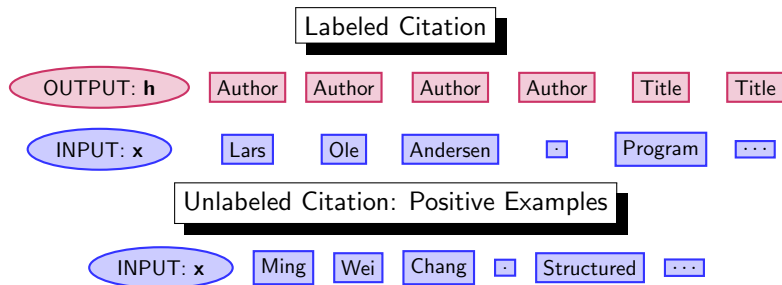 Labeled Citation
OUTPUT: h Author Author Author Author Title Title
INPUT: x Lars Ole Andersen . Program ...
Unlabeled Citation: Positive Examples
INPUT: x Ming Wei Chang . Structured ...